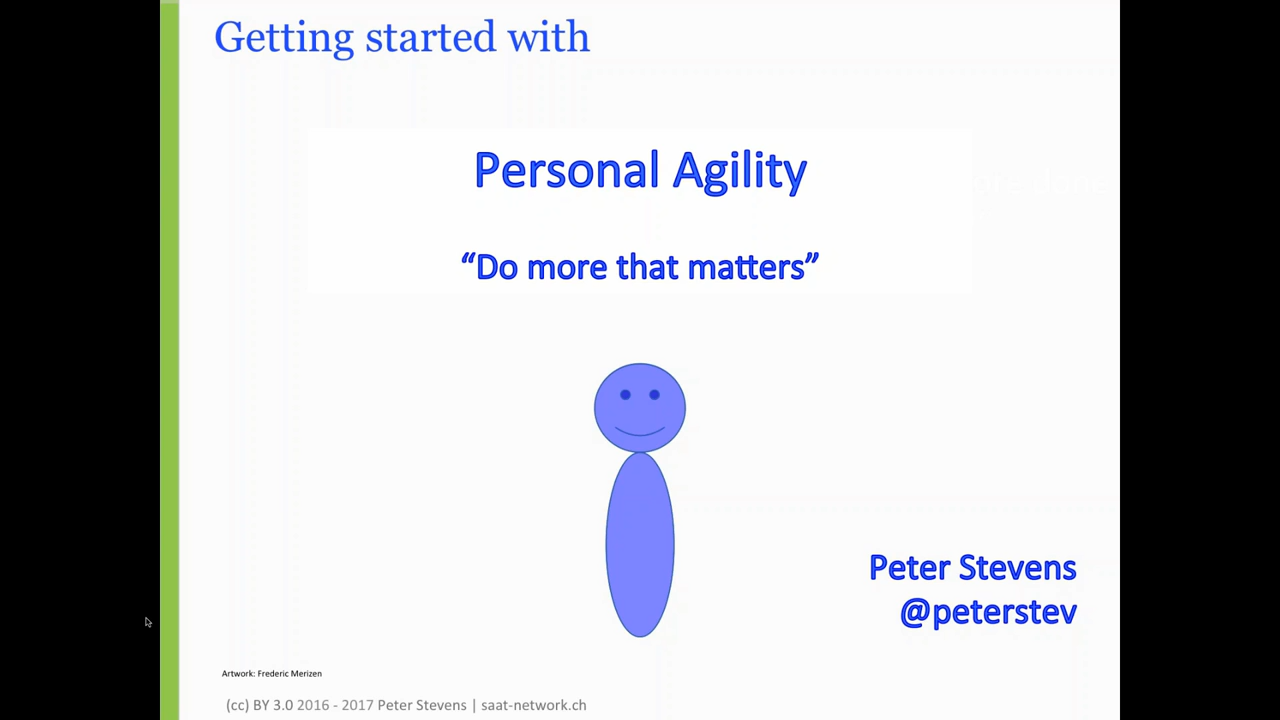 Getting started with
Personal Agility
“Do more that matters”
Peter Stevens
@peterstev
Artwork: Frederic Merizen
(cc) BY 3.0 2016 - 2017 Peter Stevens | saat-network.ch